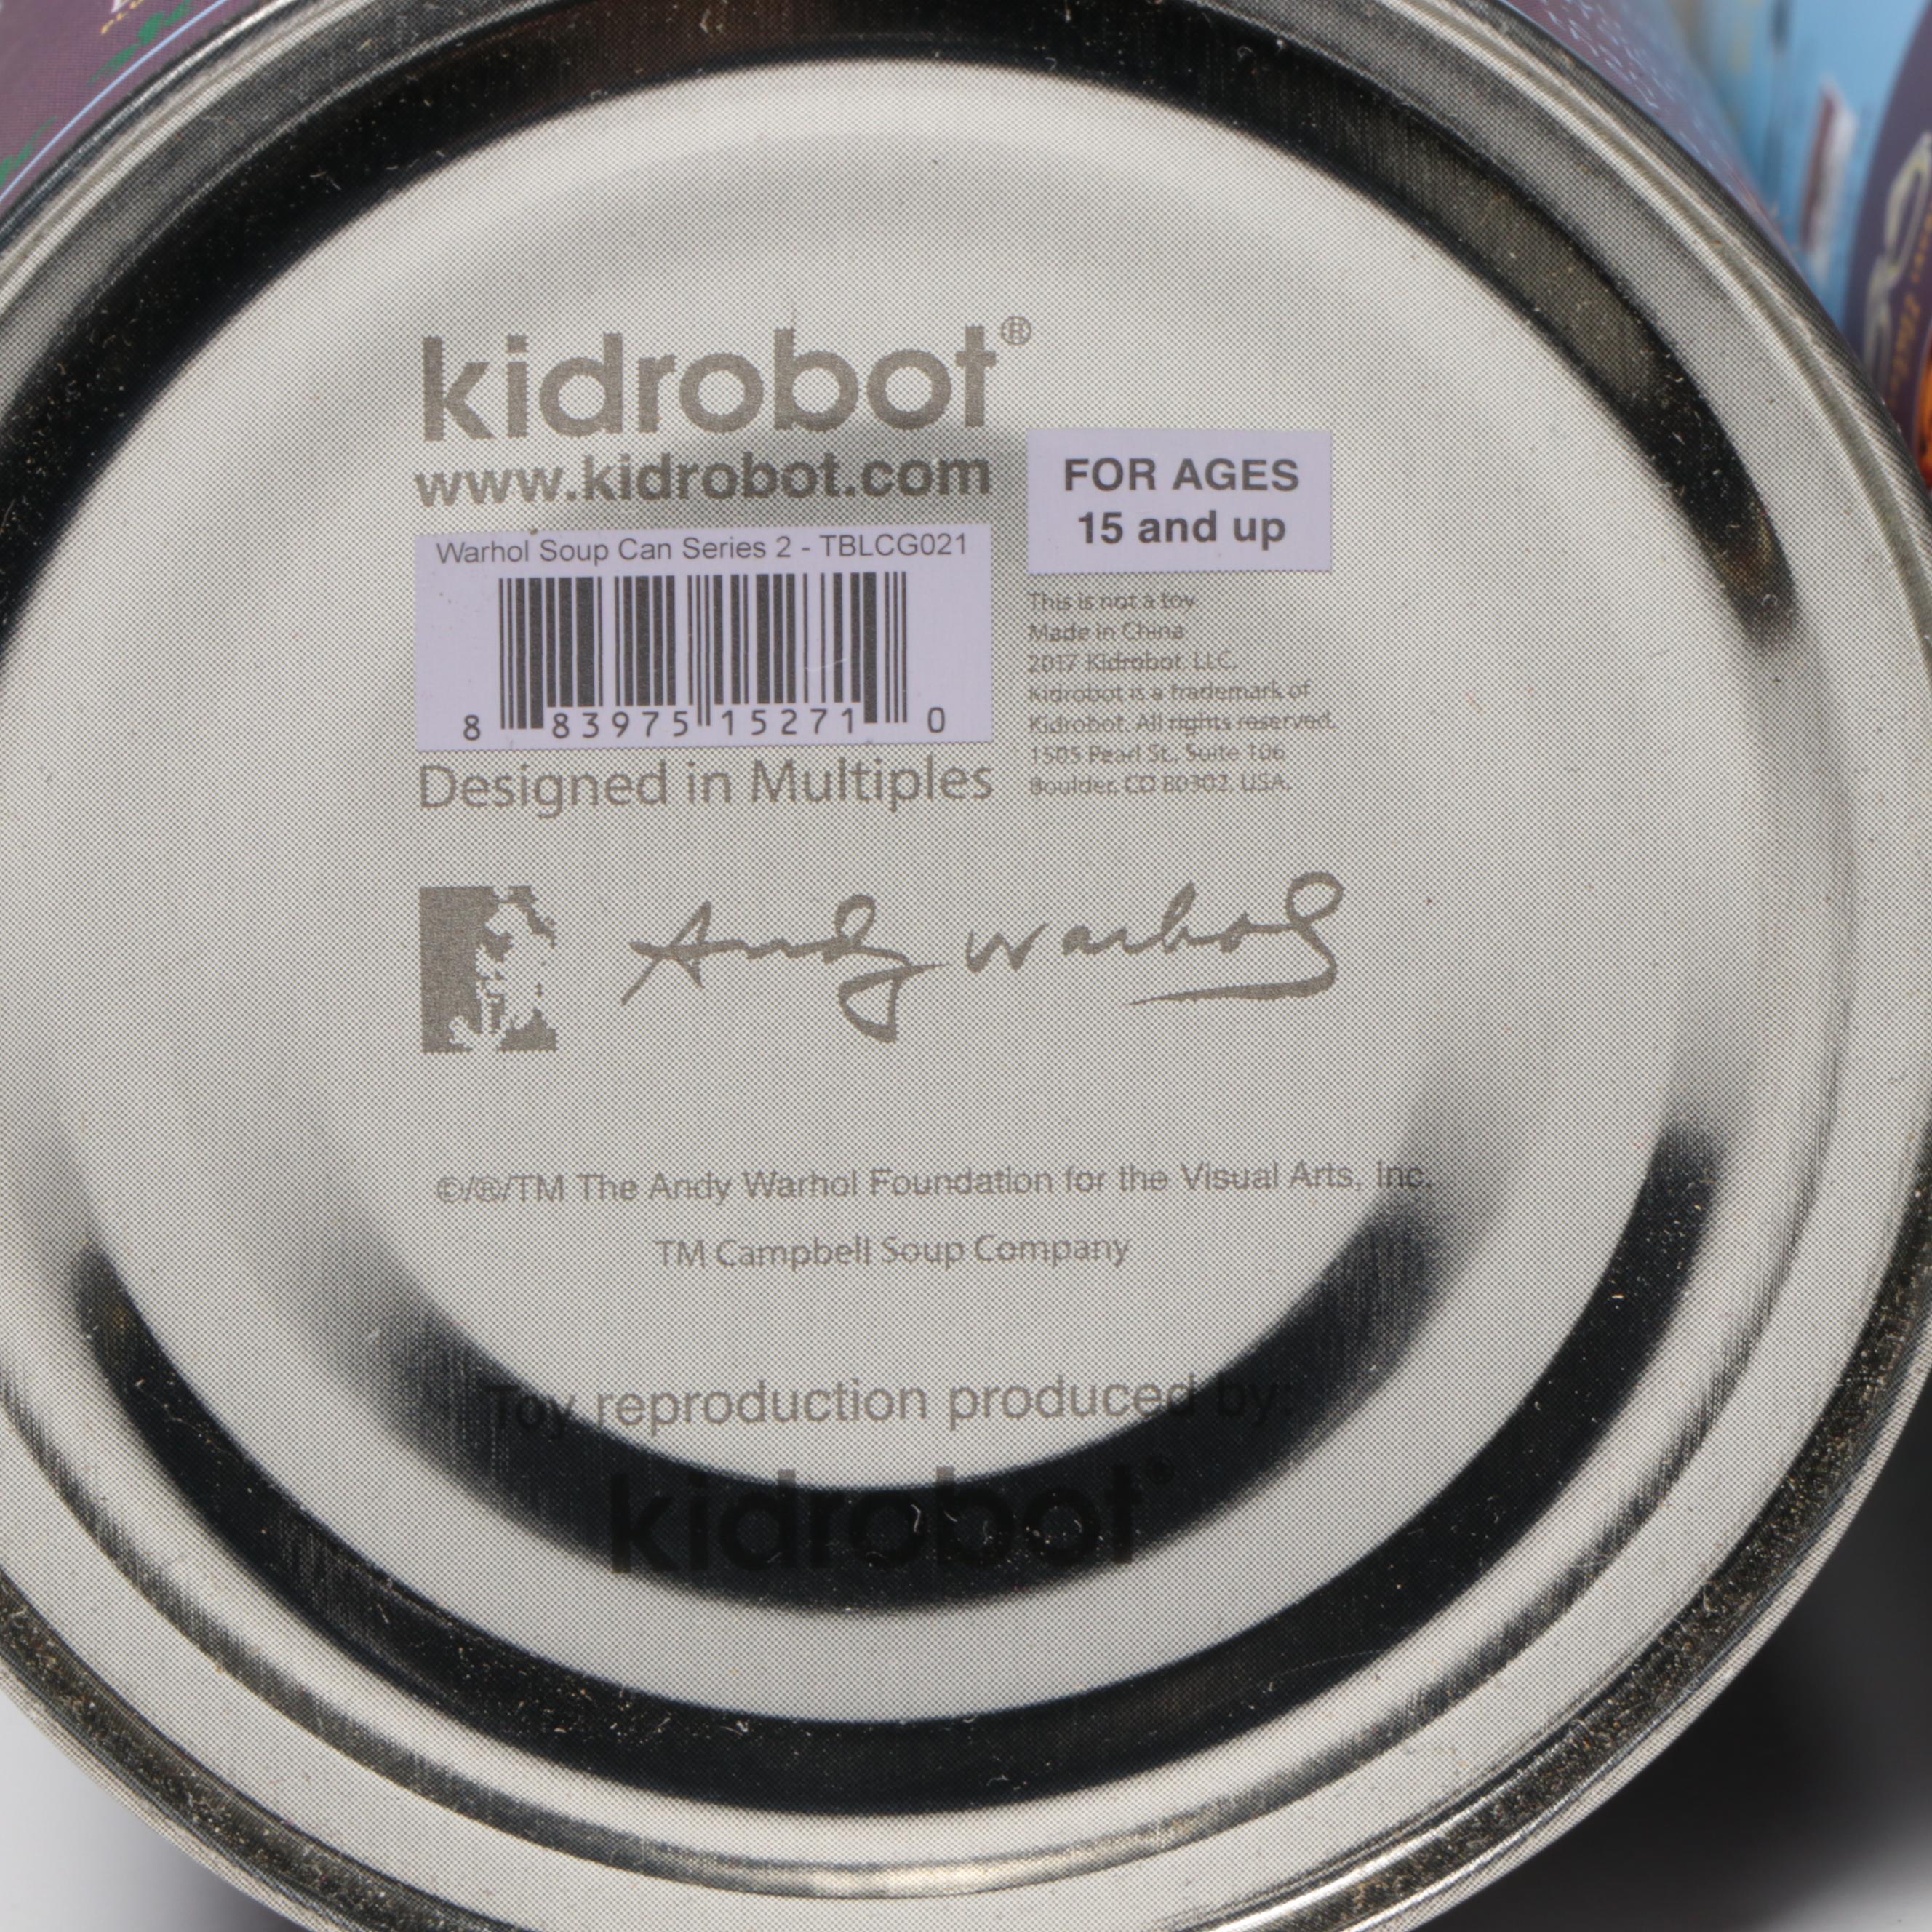 kidrobot®
www.kidrobot.com
FOR AGES
15 and up
Warhol Soup Can Series 2 - TBLCG021
8 83975 15271 0
Designed in Multiples
This is not a toy
Made in China
2017 Kidrobot, LLC.
Kidrobot is a trademark of
Kidrobot. All rights reserved.
1505 Pearl St., Suite 106
Boulder, CO 80302, USA.
Andy Warhol
©/®/TM The Andy Warhol Foundation for the Visual Arts, Inc.
TM Campbell Soup Company
Toy reproduction produced by:
kidrobot®